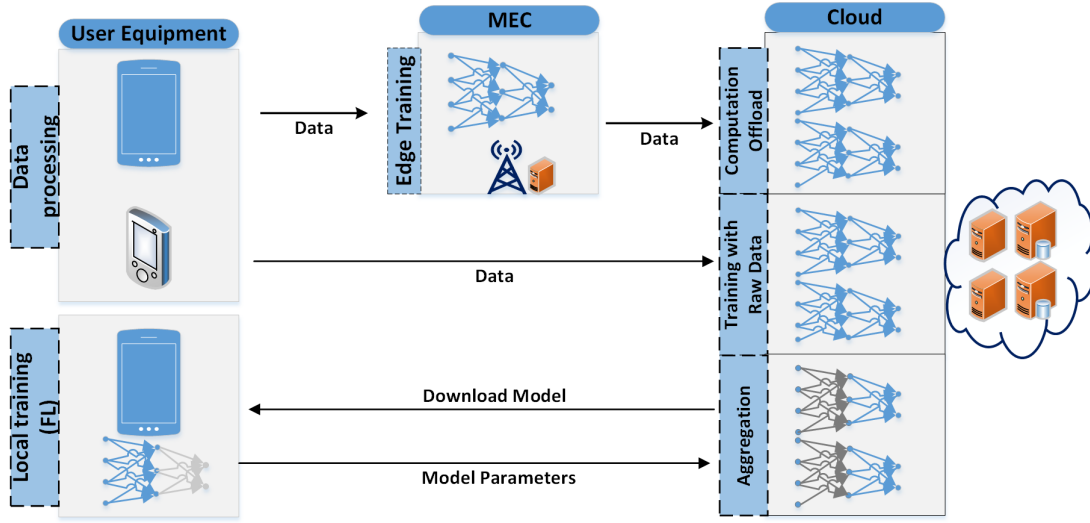 User Equipment
MEC
Cloud
Data
processing
Data
Edge Training
Data
Computation
Offload
Data
Training with
Raw Data
Local training
(FL)
Download Model
Model Parameters
Aggregation